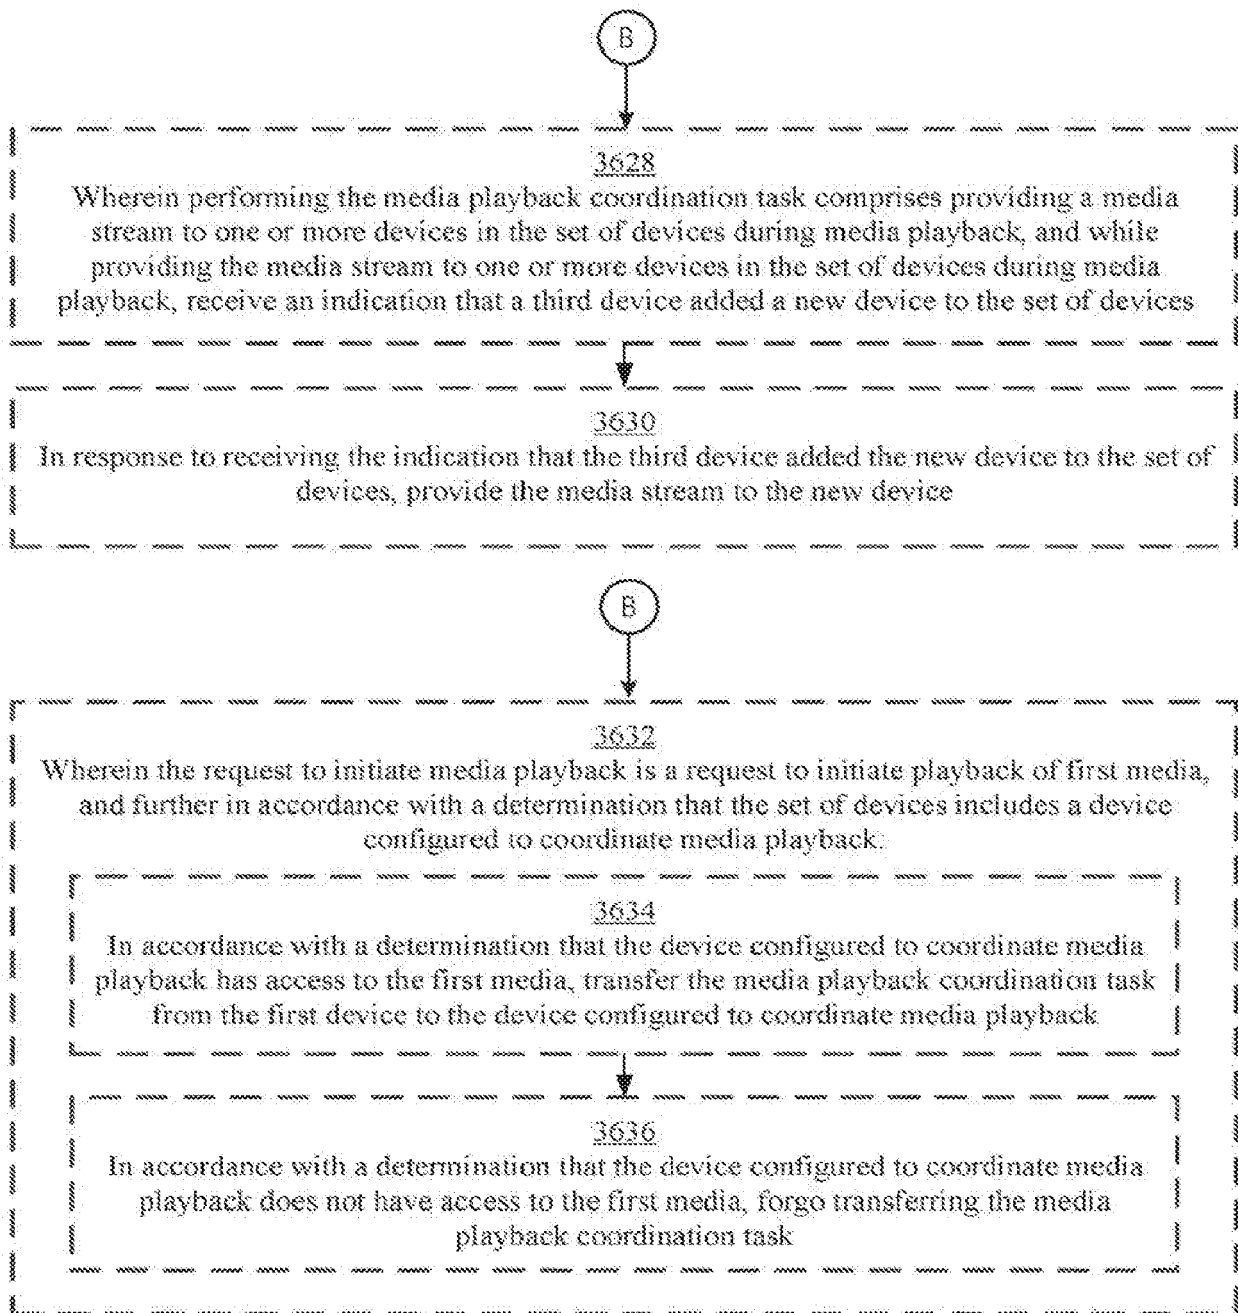 B
3628
Wherein performing the media playback coordination task comprises providing a media
stream to one or more devices in the set of devices during media playback, and while
providing the media stream to one or more devices in the set of devices during media
playback, receive an indication that a third device added a new device to the set of devices
3630
In response to receiving the indication that the third device added the new device to the set of
devices, provide the media stream to the new device
B
3632
Wherein the request to initiate media playback is a request to initiate playback of first media,
and further in accordance with a determination that the set of devices includes a device
configured to coordinate media playback:
3634
In accordance with a determination that the device configured to coordinate media
playback has access to the first media, transfer the media playback coordination task
from the first device to the device configured to coordinate media playback
3636
In accordance with a determination that the device configured to coordinate media
playback does not have access to the first media, forgo transferring the media
playback coordination task